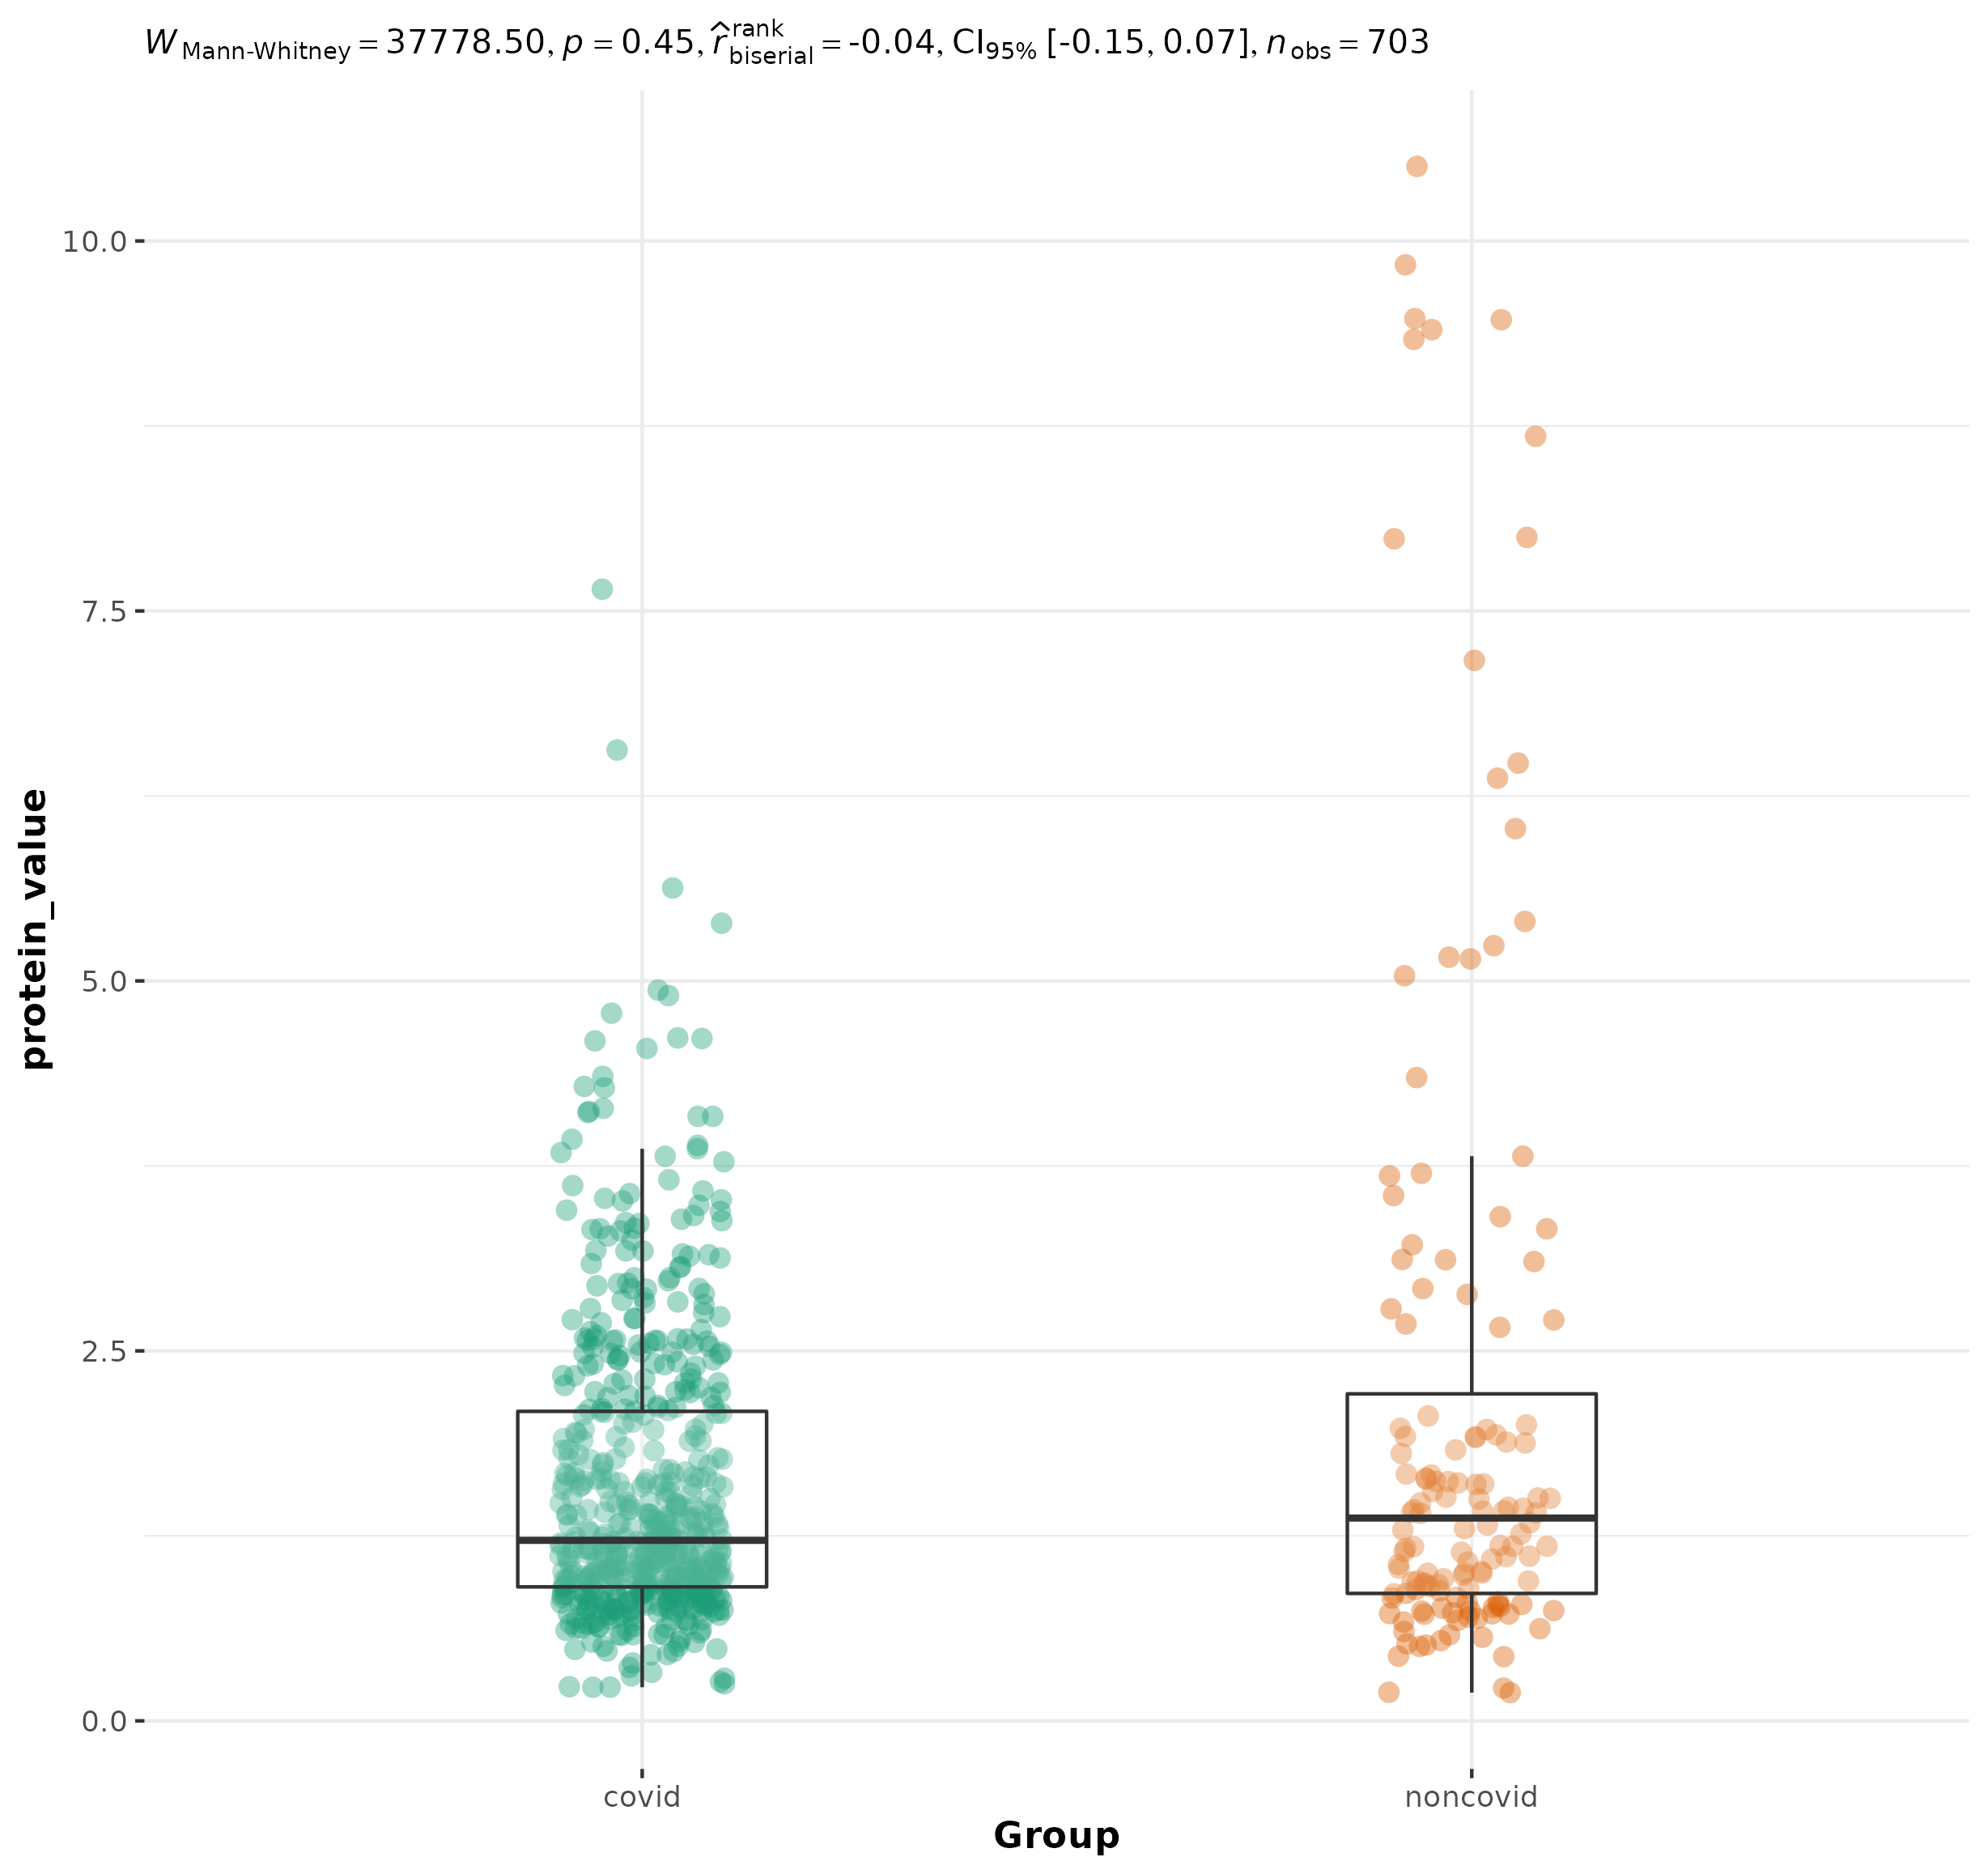 W Mann-Whitney = 37778.50, p = 0.45, r̂ rank biserial = -0.04, CI95% [-0.15, 0.07], n obs = 703
10.0
7.5
5.0
2.5
0.0
protein_value
covid noncovid
Group